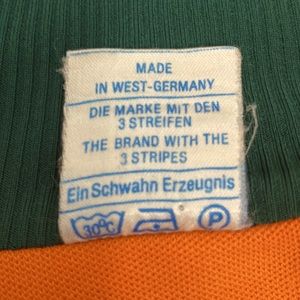 MADE
IN WEST-GERMANY
DIE MARKE MIT DEN
3 STREIFEN
THE BRAND WITH THE
3 STRIPES
Ein Schwahn Erzeugnis
30°C P